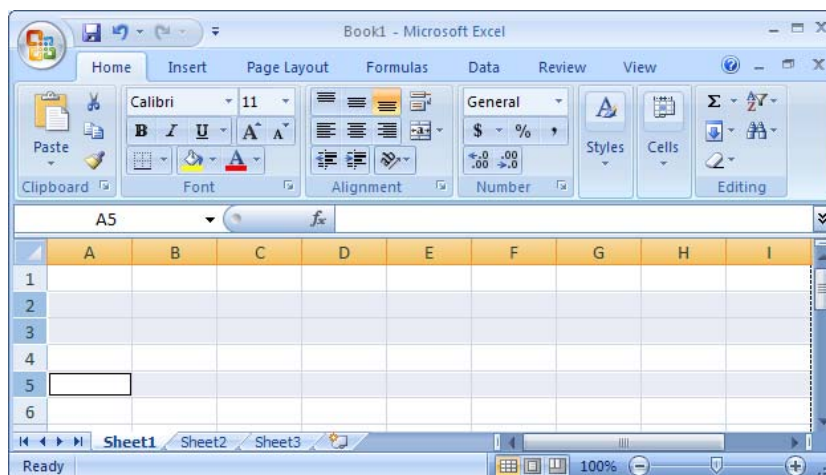 Book1 - Microsoft Excel
Home Insert Page Layout Formulas Data Review View
Calibri 11 General Σ A Z
Paste B I U A A $ % , Styles Cells
A .0 .00 .00 .0
Clipboard Font Alignment Number Editing
A5 fx
A B C D E F G H I
1
2
3
4
5
6
Sheet1 Sheet2 Sheet3
Ready 100%